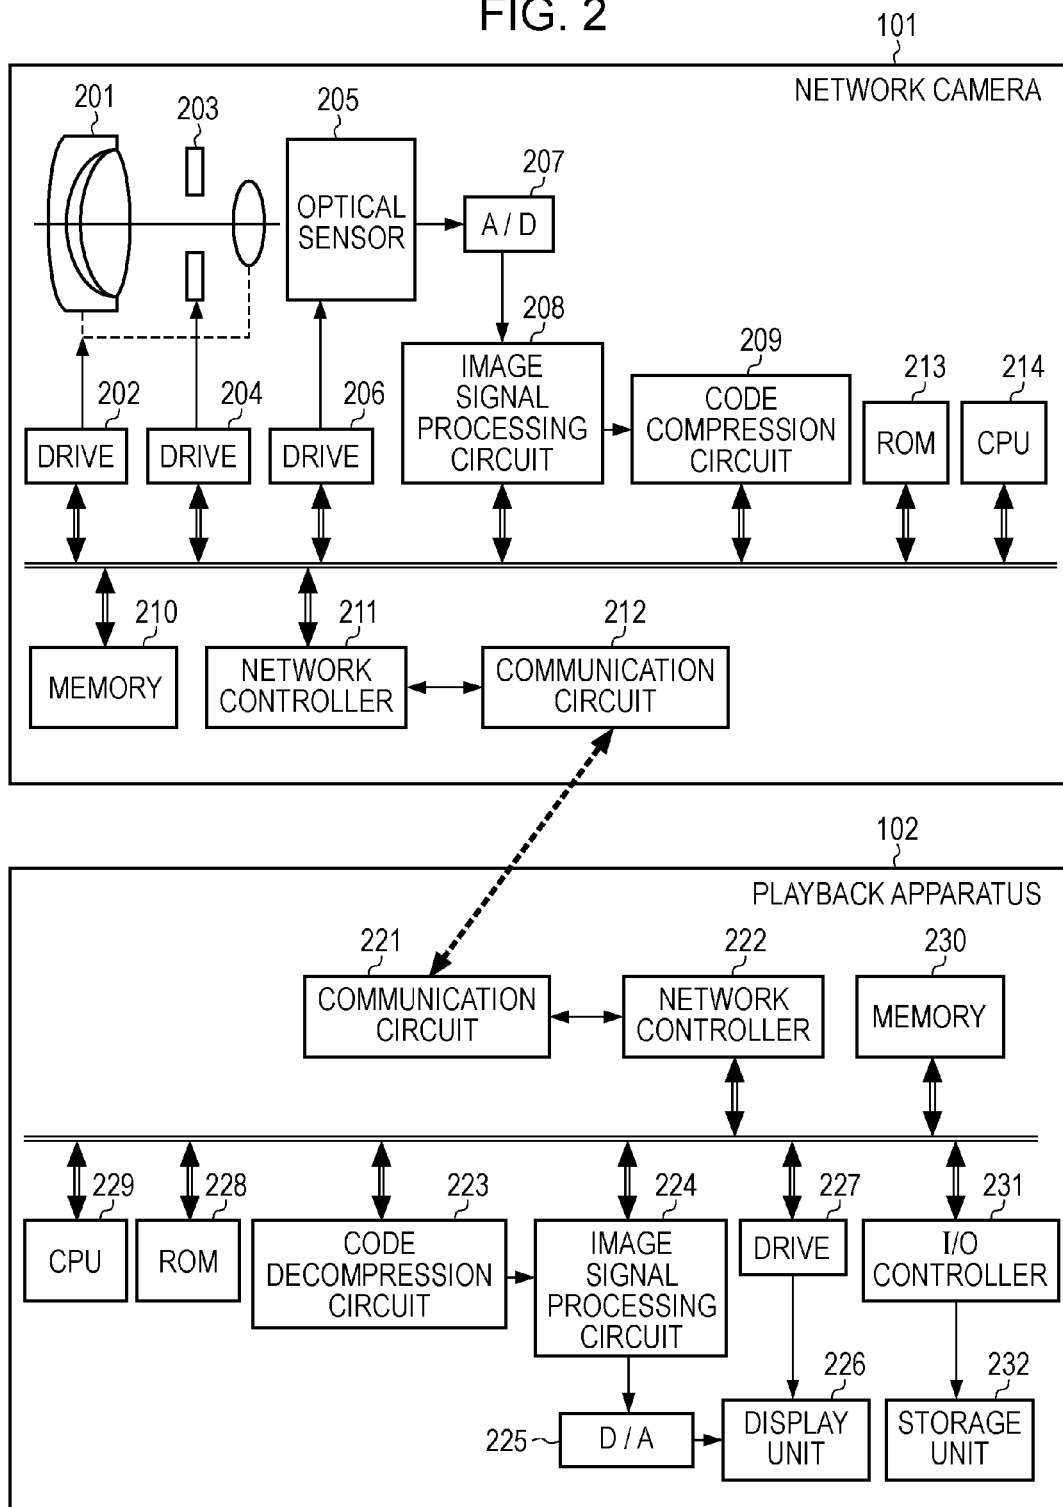 FIG. 2
101
NETWORK CAMERA
201
203
205
207
OPTICAL
SENSOR
A / D
208
209
213
214
202
204
206
IMAGE
SIGNAL
PROCESSING
CIRCUIT
CODE
COMPRESSION
CIRCUIT
ROM
CPU
DRIVE
DRIVE
DRIVE
210
211
212
MEMORY
NETWORK
CONTROLLER
COMMUNICATION
CIRCUIT
102
PLAYBACK APPARATUS
221
222
230
COMMUNICATION
CIRCUIT
NETWORK
CONTROLLER
MEMORY
229
228
223
224
227
231
CPU
ROM
CODE
DECOMPRESSION
CIRCUIT
IMAGE
SIGNAL
PROCESSING
CIRCUIT
DRIVE
I/O
CONTROLLER
226
232
225
D / A
DISPLAY
UNIT
STORAGE
UNIT